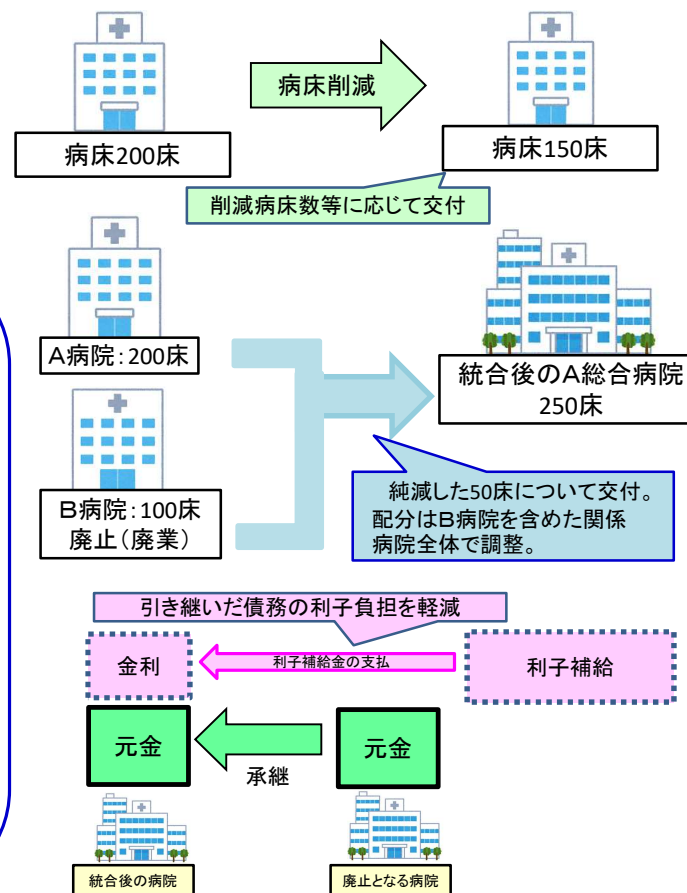 病床削減
病床200床
病床150床
削減病床数等に応じて交付
A病院：200床
統合後のA総合病院
250床
B病院：100床
廃止（廃業）
純減した50床について交付。
配分はB病院を含めた関係
病院全体で調整。
引き継いだ債務の利子負担を軽減
金利
利子補給金の支払
利子補給
元金
承継
元金
統合後の病院
廃止となる病院